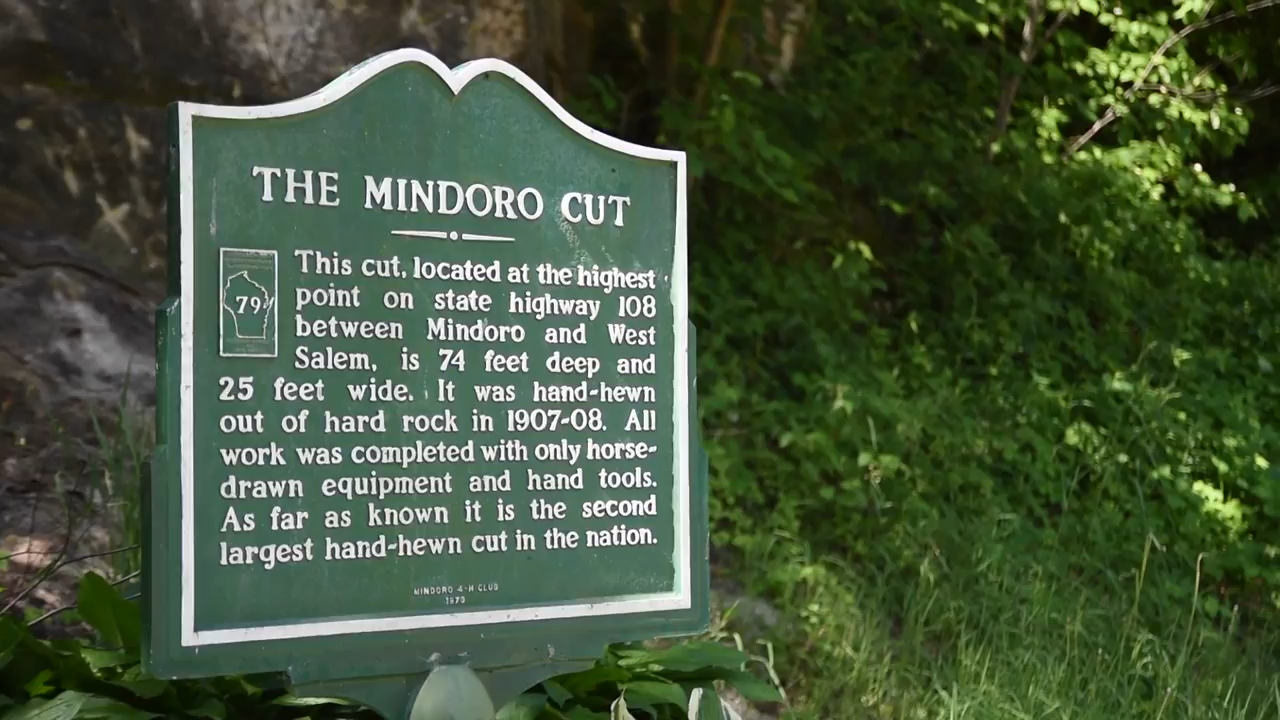 THE MINDORO CUT
79
This cut, located at the highest
point on state highway 108
between Mindoro and West
Salem, is 74 feet deep and
25 feet wide. It was hand-hewn
out of hard rock in 1907-08. All
work was completed with only horse-
drawn equipment and hand tools.
As far as known it is the second
largest hand-hewn cut in the nation.
MINDORO 4-H CLUB
1970